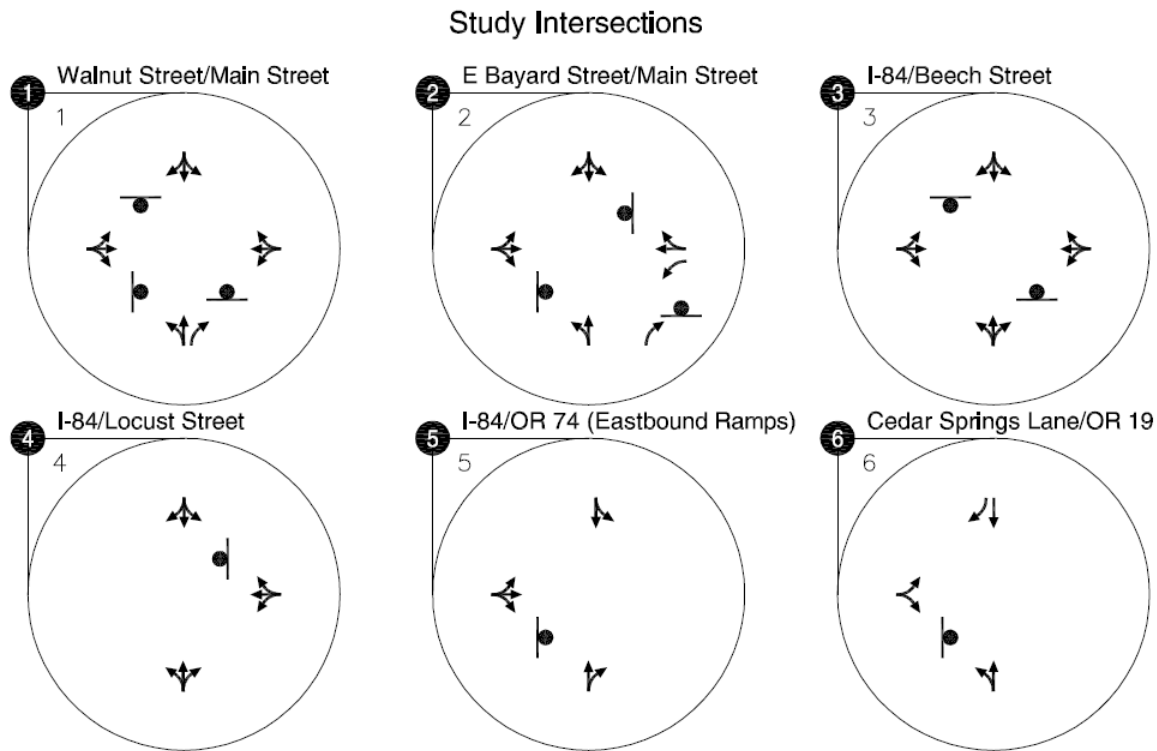 Study Intersections
1 Walnut Street/Main Street
1
2 E Bayard Street/Main Street
2
3 I-84/Beech Street
3
4 I-84/Locust Street
4
5 I-84/OR 74 (Eastbound Ramps)
5
6 Cedar Springs Lane/OR 19
6